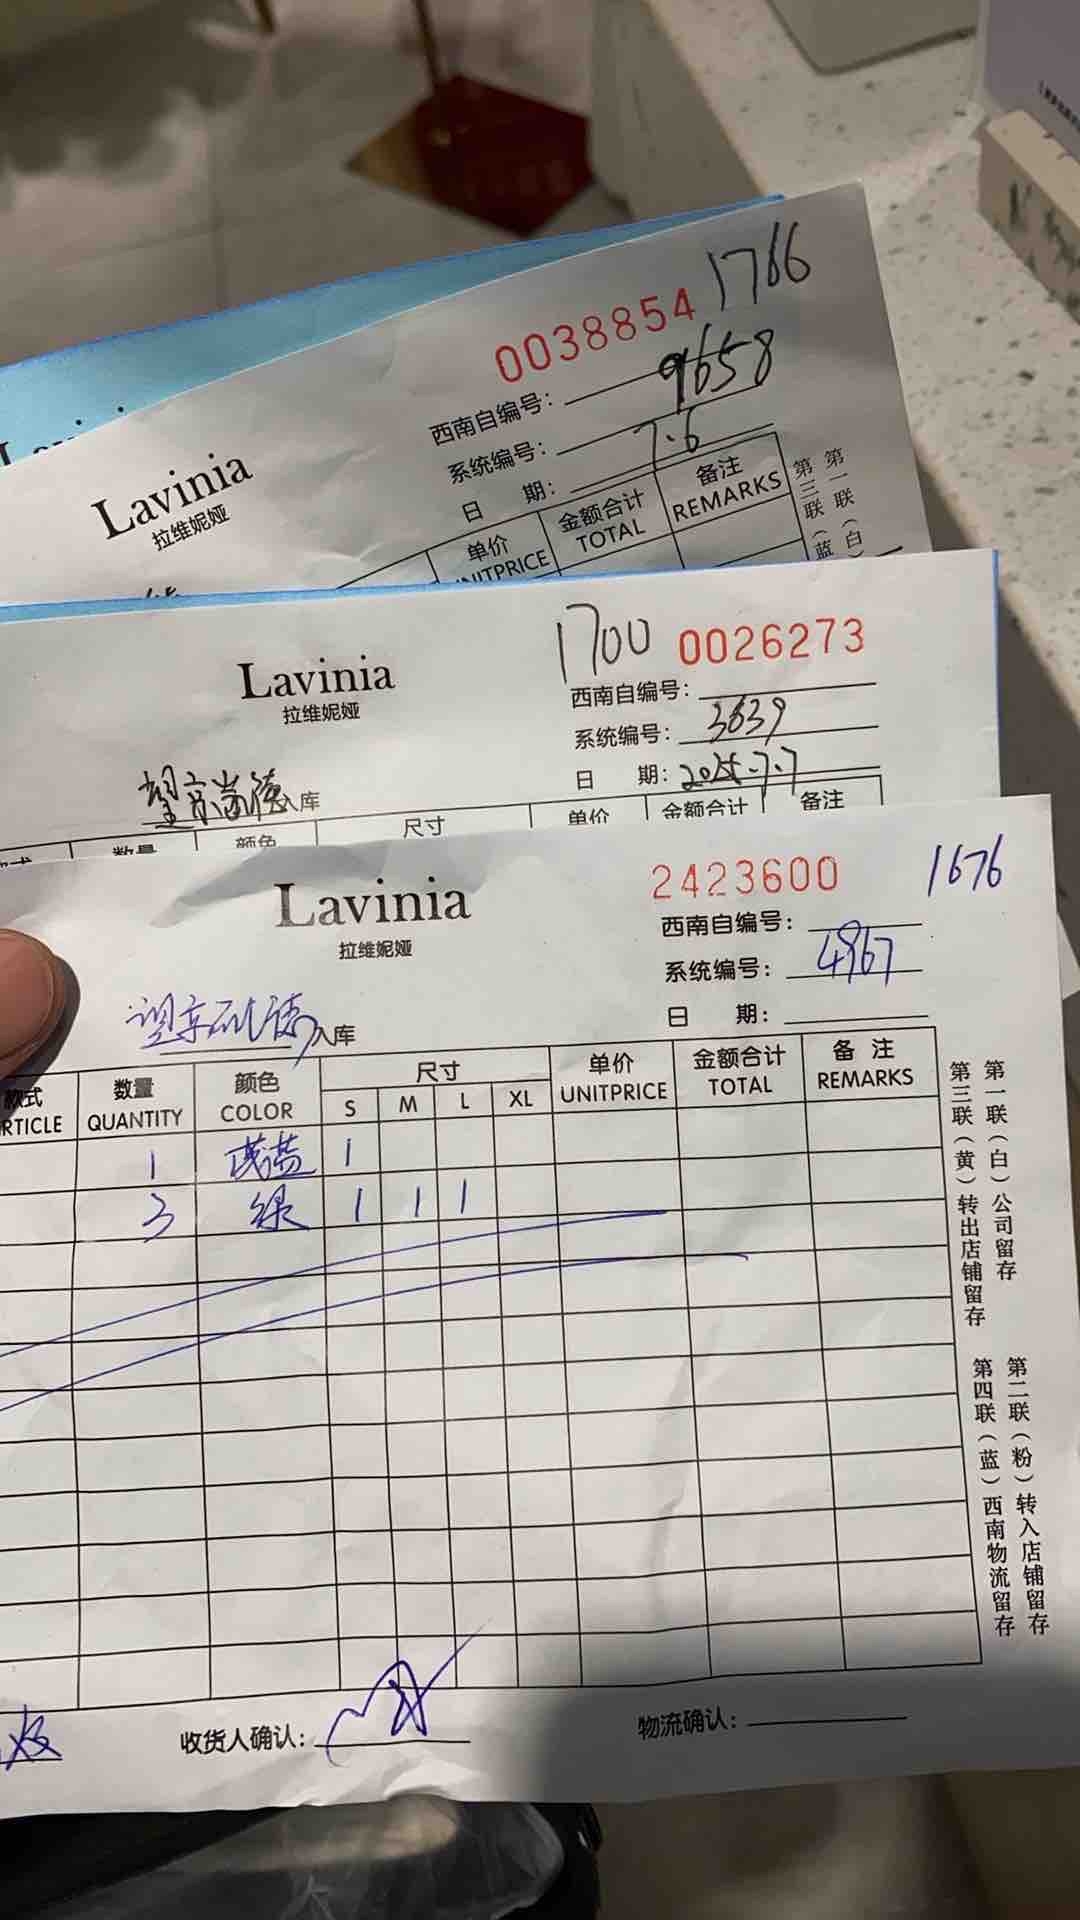 1766
0038854
西南自编号：
9658
系统编号：
7.6
日 期：
Lavinia
拉维妮娅
单价 金额合计 备注
UNITPRICE TOTAL REMARKS
第一联（白）
第三联（蓝
1700 0026273
Lavinia
拉维妮娅
西南自编号：
系统编号： 3639
日 期： 2025.7.7
入库
数量 颜色 尺寸 单价 金额合计 备注
2423600 1676
Lavinia
拉维妮娅
西南自编号：
系统编号： 4967
日 期：
入库
款式 数量 颜色 尺寸 单价 金额合计 备注
RTICLE QUANTITY COLOR S M L XL UNITPRICE TOTAL REMARKS
1 1
3 绿 1 1 1
第一联（白）公司留存
第三联（黄）转出店铺留存
第二联（粉）转入店铺留存
第四联（蓝）西南物流留存
收货人确认：
物流确认：